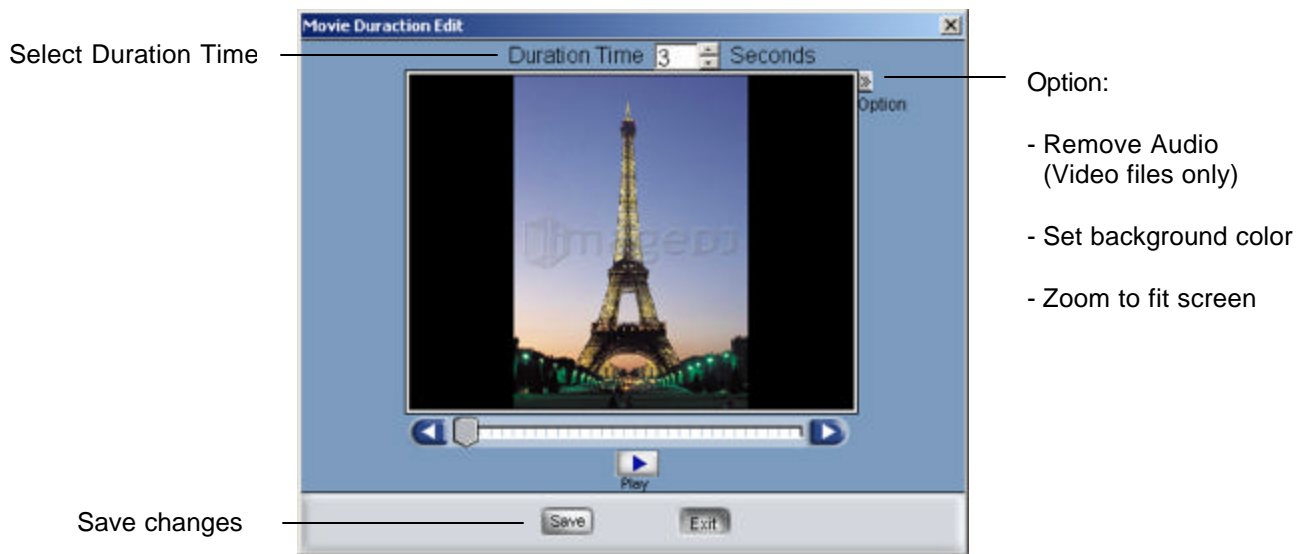 Movie Duraction Edit
Select Duration Time
Duration Time 3 Seconds
Option
Option:
- Remove Audio
(Video files only)
- Set background color
- Zoom to fit screen
imageDJ
Play
Save changes
Save
Exit